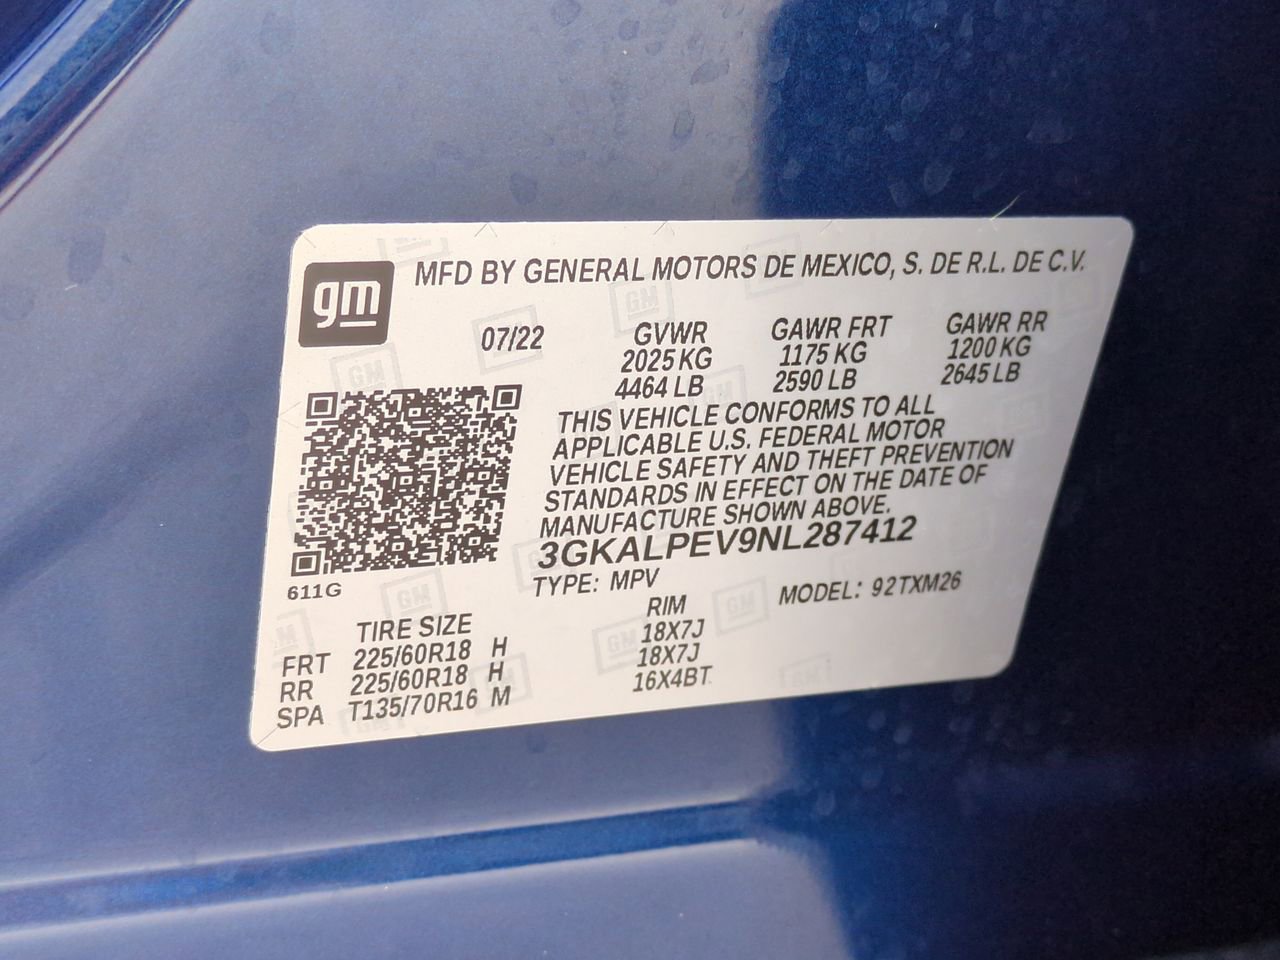 gm
MFD BY GENERAL MOTORS DE MEXICO, S. DE R.L. DE C.V.
07/22 GVWR GAWR FRT GAWR RR
2025 KG 1175 KG 1200 KG
4464 LB 2590 LB 2645 LB
THIS VEHICLE CONFORMS TO ALL
APPLICABLE U.S. FEDERAL MOTOR
VEHICLE SAFETY AND THEFT PREVENTION
STANDARDS IN EFFECT ON THE DATE OF
MANUFACTURE SHOWN ABOVE.
3GKALPEV9NL287412
611G
TYPE: MPV MODEL: 92TXM26
TIRE SIZE RIM
FRT 225/60R18 H 18X7J
RR 225/60R18 H 18X7J
SPA T135/70R16 M 16X4BT